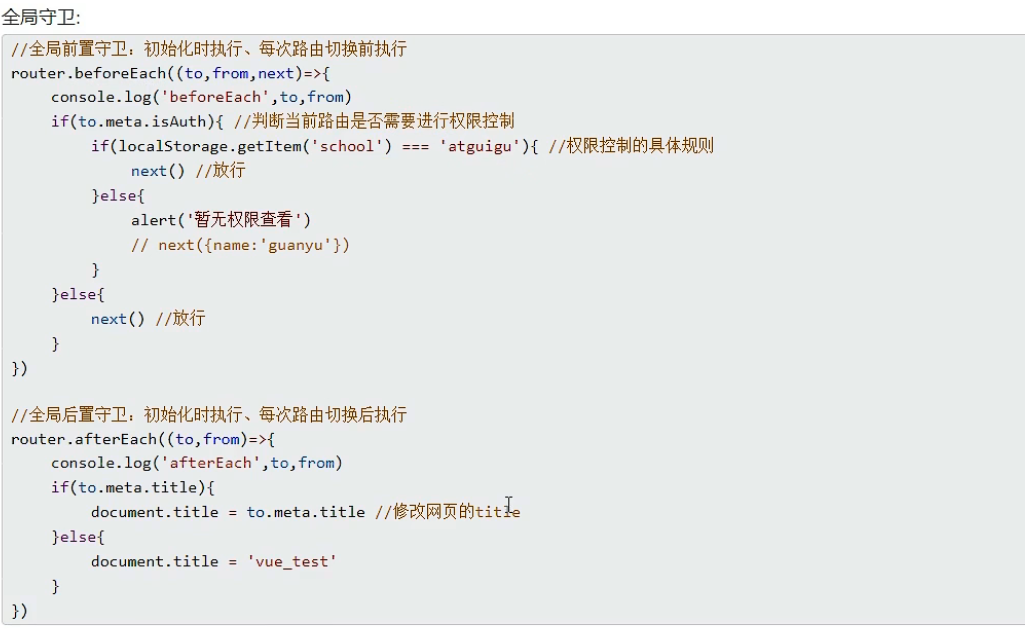 全局守卫:
//全局前置守卫：初始化时执行、每次路由切换前执行
router.beforeEach((to,from,next)=>{
    console.log('beforeEach',to,from)
    if(to.meta.isAuth){ //判断当前路由是否需要进行权限控制
        if(localStorage.getItem('school') === 'atguigu'){ //权限控制的具体规则
            next() //放行
        }else{
            alert('暂无权限查看')
            // next({name:'guanyu'})
        }
    }else{
        next() //放行
    }
})

//全局后置守卫：初始化时执行、每次路由切换后执行
router.afterEach((to,from)=>{
    console.log('afterEach',to,from)
    if(to.meta.title){
        document.title = to.meta.title //修改网页的title
    }else{
        document.title = 'vue_test'
    }
})